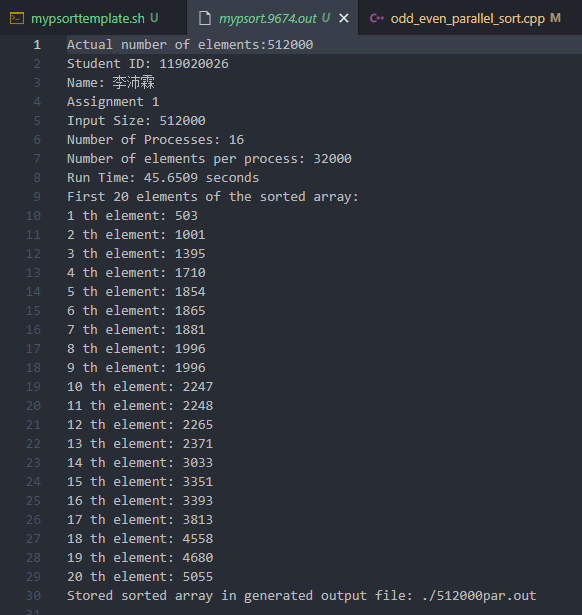 mypsorttemplate.sh U mypsort.9674.out U × odd_even_parallel_sort.cpp M
1 Actual number of elements:512000
2 Student ID: 119020026
3 Name: 李沛霖
4 Assignment 1
5 Input Size: 512000
6 Number of Processes: 16
7 Number of elements per process: 32000
8 Run Time: 45.6509 seconds
9 First 20 elements of the sorted array:
10 1 th element: 503
11 2 th element: 1001
12 3 th element: 1395
13 4 th element: 1710
14 5 th element: 1854
15 6 th element: 1865
16 7 th element: 1881
17 8 th element: 1996
18 9 th element: 1996
19 10 th element: 2247
20 11 th element: 2248
21 12 th element: 2265
22 13 th element: 2371
23 14 th element: 3033
24 15 th element: 3351
25 16 th element: 3393
26 17 th element: 3813
27 18 th element: 4558
28 19 th element: 4680
29 20 th element: 5055
30 Stored sorted array in generated output file: ./512000par.out
31